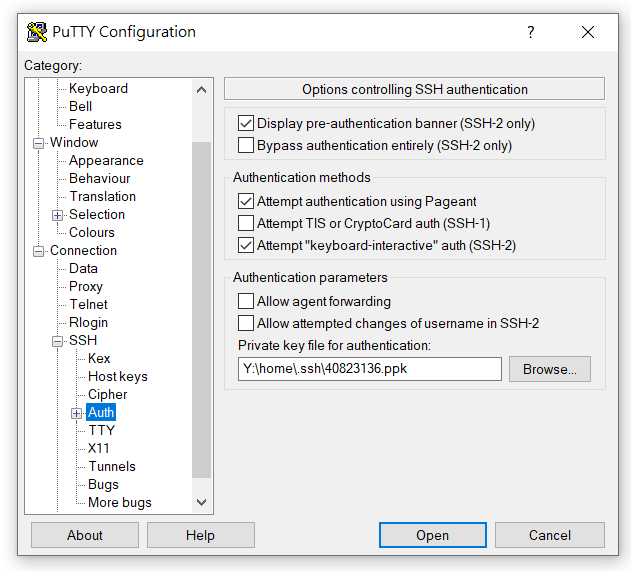 PuTTY Configuration
?
Category:
Keyboard
Bell
Features
Window
Appearance
Behaviour
Translation
Selection
Colours
Connection
Data
Proxy
Telnet
Rlogin
SSH
Kex
Host keys
Cipher
Auth
TTY
X11
Tunnels
Bugs
More bugs
Options controlling SSH authentication
Display pre-authentication banner (SSH-2 only)
Bypass authentication entirely (SSH-2 only)
Authentication methods
Attempt authentication using Pageant
Attempt TIS or CryptoCard auth (SSH-1)
Attempt "keyboard-interactive" auth (SSH-2)
Authentication parameters
Allow agent forwarding
Allow attempted changes of username in SSH-2
Private key file for authentication:
Y:\home\.ssh\40823136.ppk
Browse...
About
Help
Open
Cancel